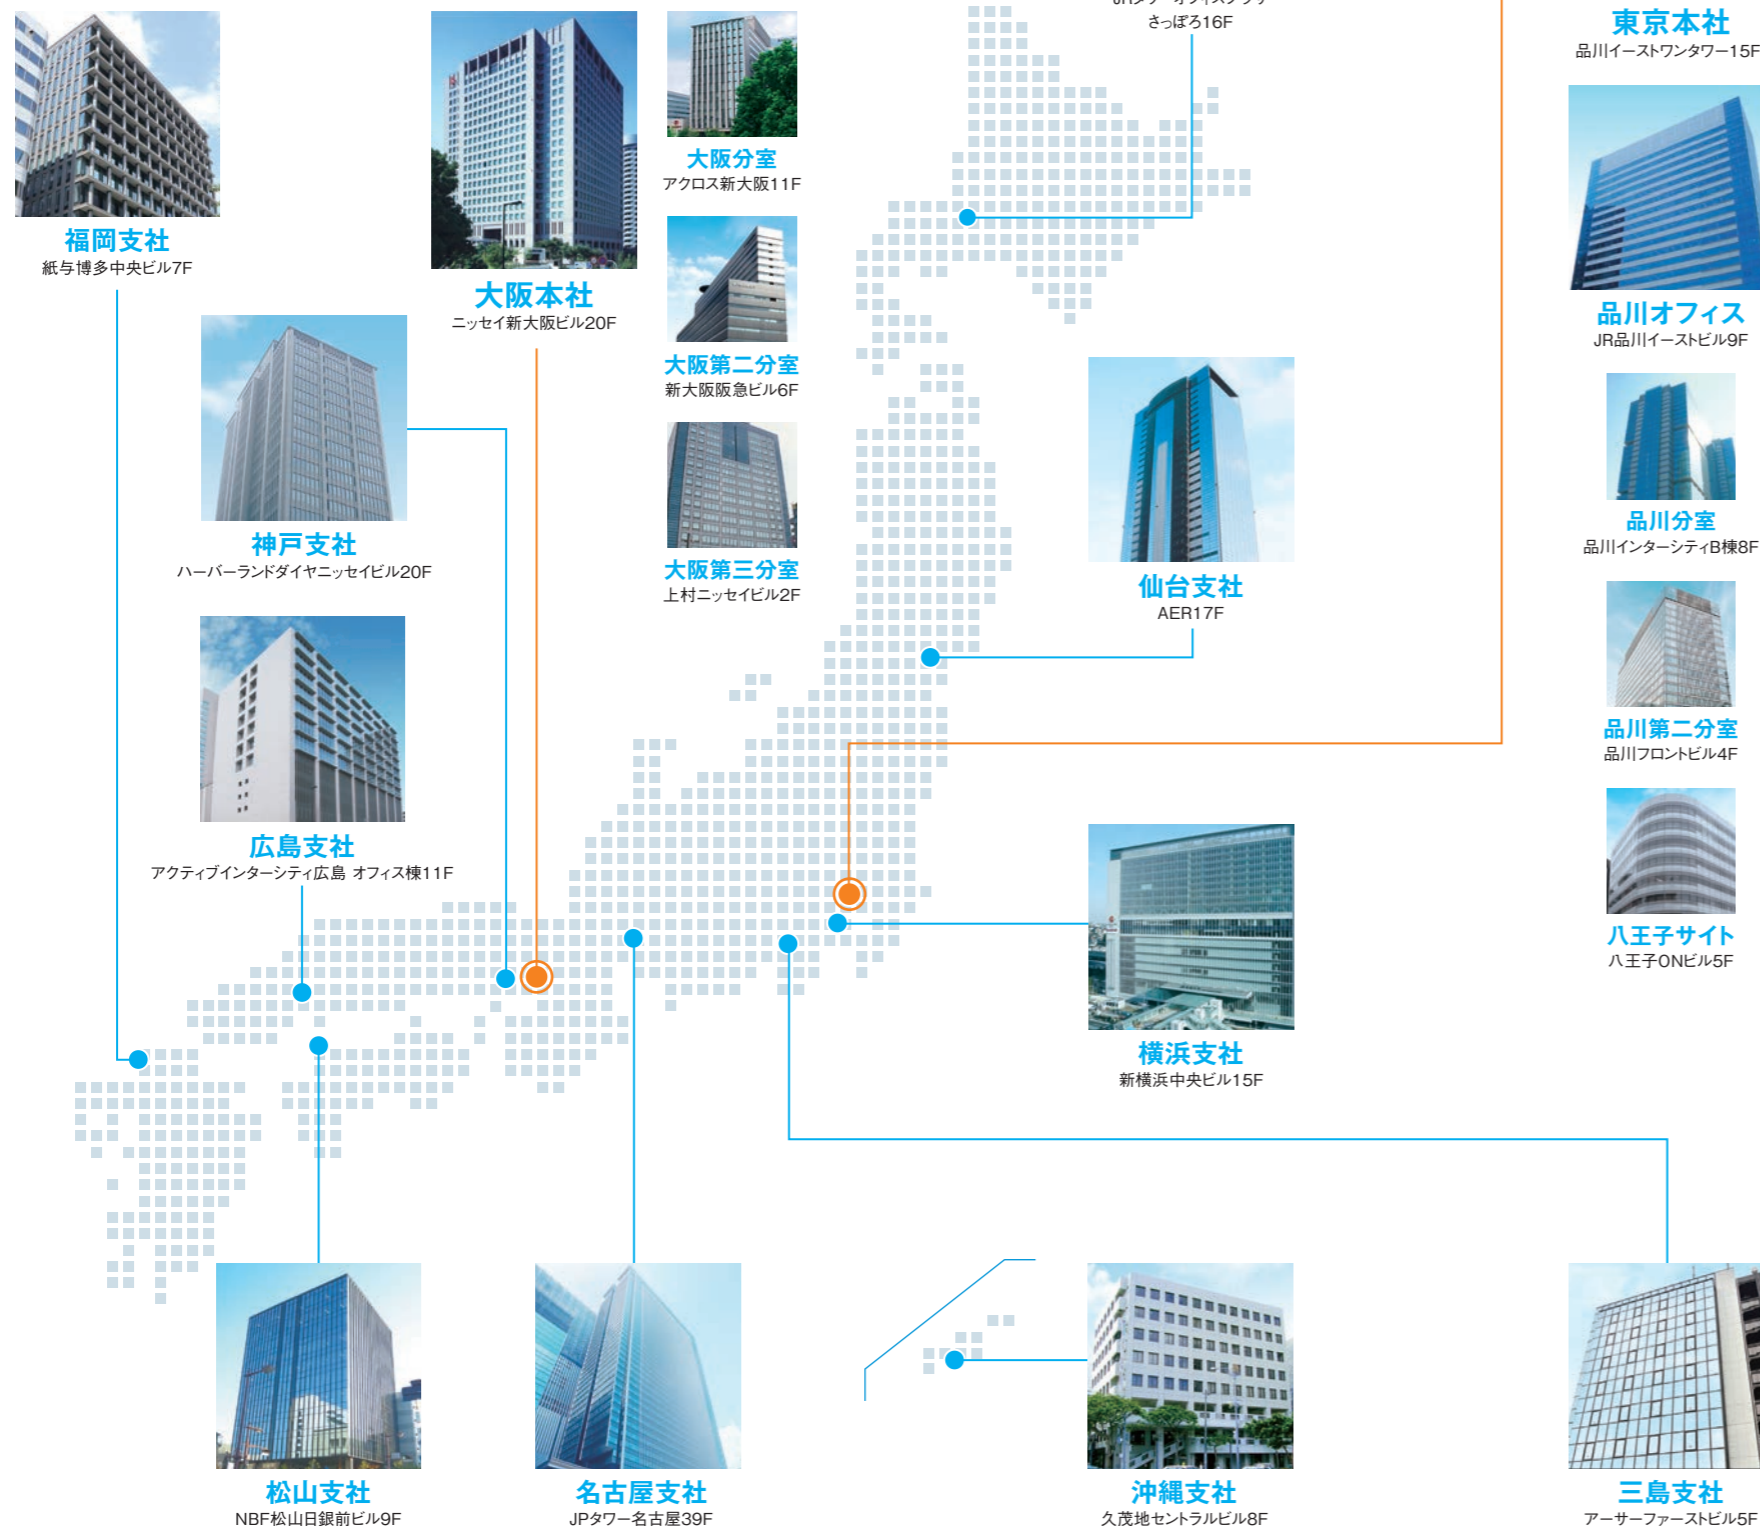 さっぽろ16F
東京本社
品川イーストワンタワー15F
福岡支社
紙与博多中央ビル7F
大阪本社
ニッセイ新大阪ビル20F
大阪分室
アクロス新大阪11F
大阪第二分室
新大阪阪急ビル6F
大阪第三分室
上村ニッセイビル2F
品川オフィス
JR品川イーストビル9F
品川分室
品川インターシティB棟8F
品川第二分室
品川フロントビル4F
八王子サイト
八王子ONビル5F
神戸支社
ハーバーランドダイヤニッセイビル20F
仙台支社
AER17F
広島支社
アクティブインターシティ広島 オフィス棟11F
横浜支社
新横浜中央ビル15F
松山支社
NBF松山日銀前ビル9F
名古屋支社
JPタワー名古屋39F
沖縄支社
久茂地セントラルビル8F
三島支社
アーサーファーストビル5F